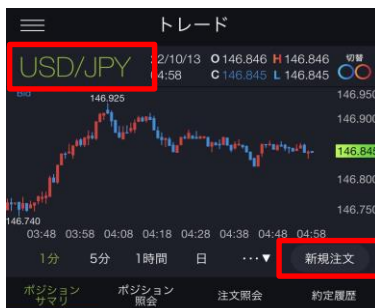 トレード
USD/JPY
22/10/13 O 146.846 H 146.846 切替
04:58 C 146.845 L 146.845
Bid
146.925
146.950
146.900
146.845
146.800
146.750
146.740
03:48 03:58 04:08 04:18 04:28 04:38 04:48 04:58
1分 5分 1時間 日 ・・・▼ 新規注文
ポジション
サマリ
ポジション
照会
注文照会
約定履歴